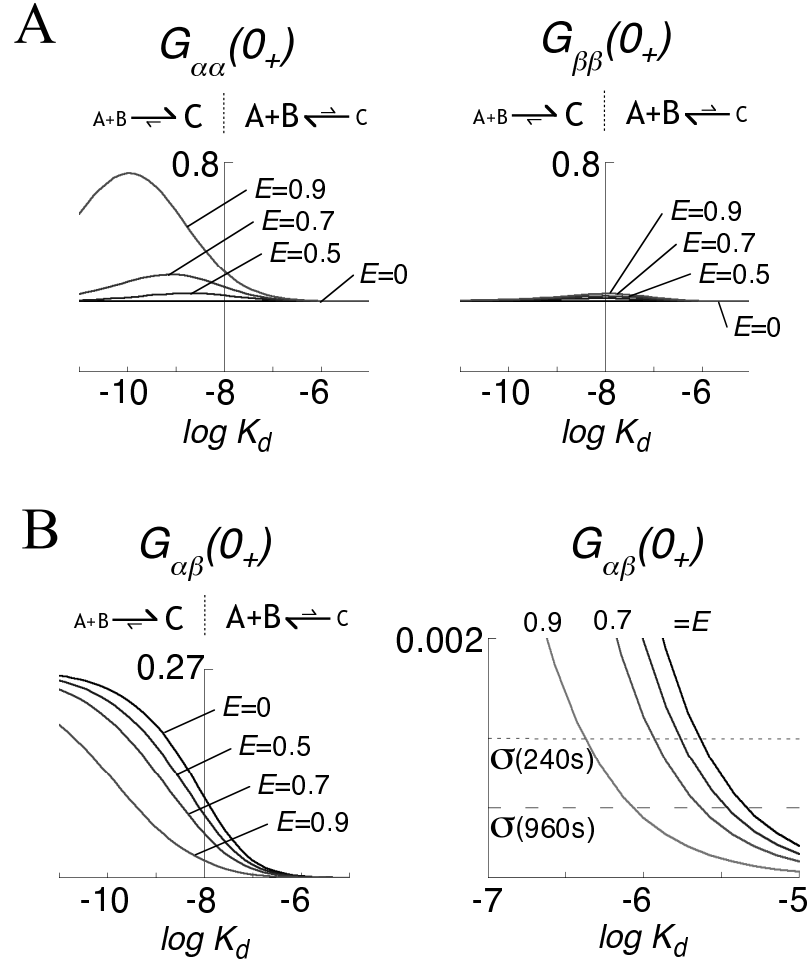 A
Gαα(0+) Gββ(0+)
A+B ⇌ C A+B ⇌ C A+B ⇌ C A+B ⇌ C
0.8 0.8
E=0.9 E=0.9
E=0.7 E=0.7
E=0.5 E=0.5
E=0 E=0
-10 -8 -6 -10 -8 -6
log Kd log Kd
B
Gαβ(0+) Gαβ(0+)
A+B ⇌ C A+B ⇌ C
0.9 0.7 =E
0.002
0.27
E=0
E=0.5
σ(240s)
E=0.7
E=0.9
σ(960s)
-10 -8 -6 -7 -6 -5
log Kd log Kd